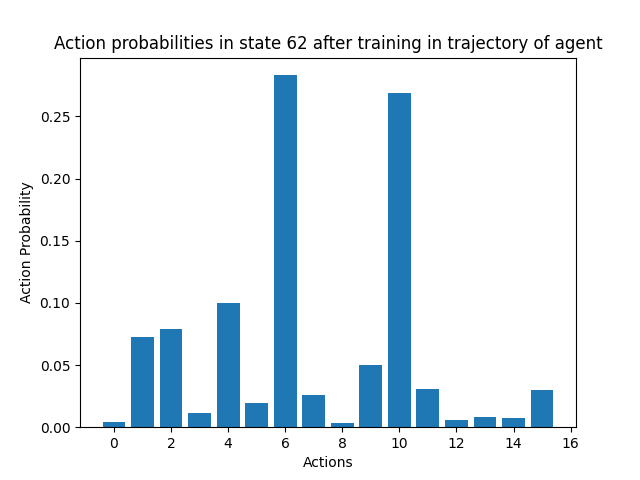 Action probabilities in state 62 after training in trajectory of agent
Action Probability
0.25
0.20
0.15
0.10
0.05
0.00
0 2 4 6 8 10 12 14 16
Actions